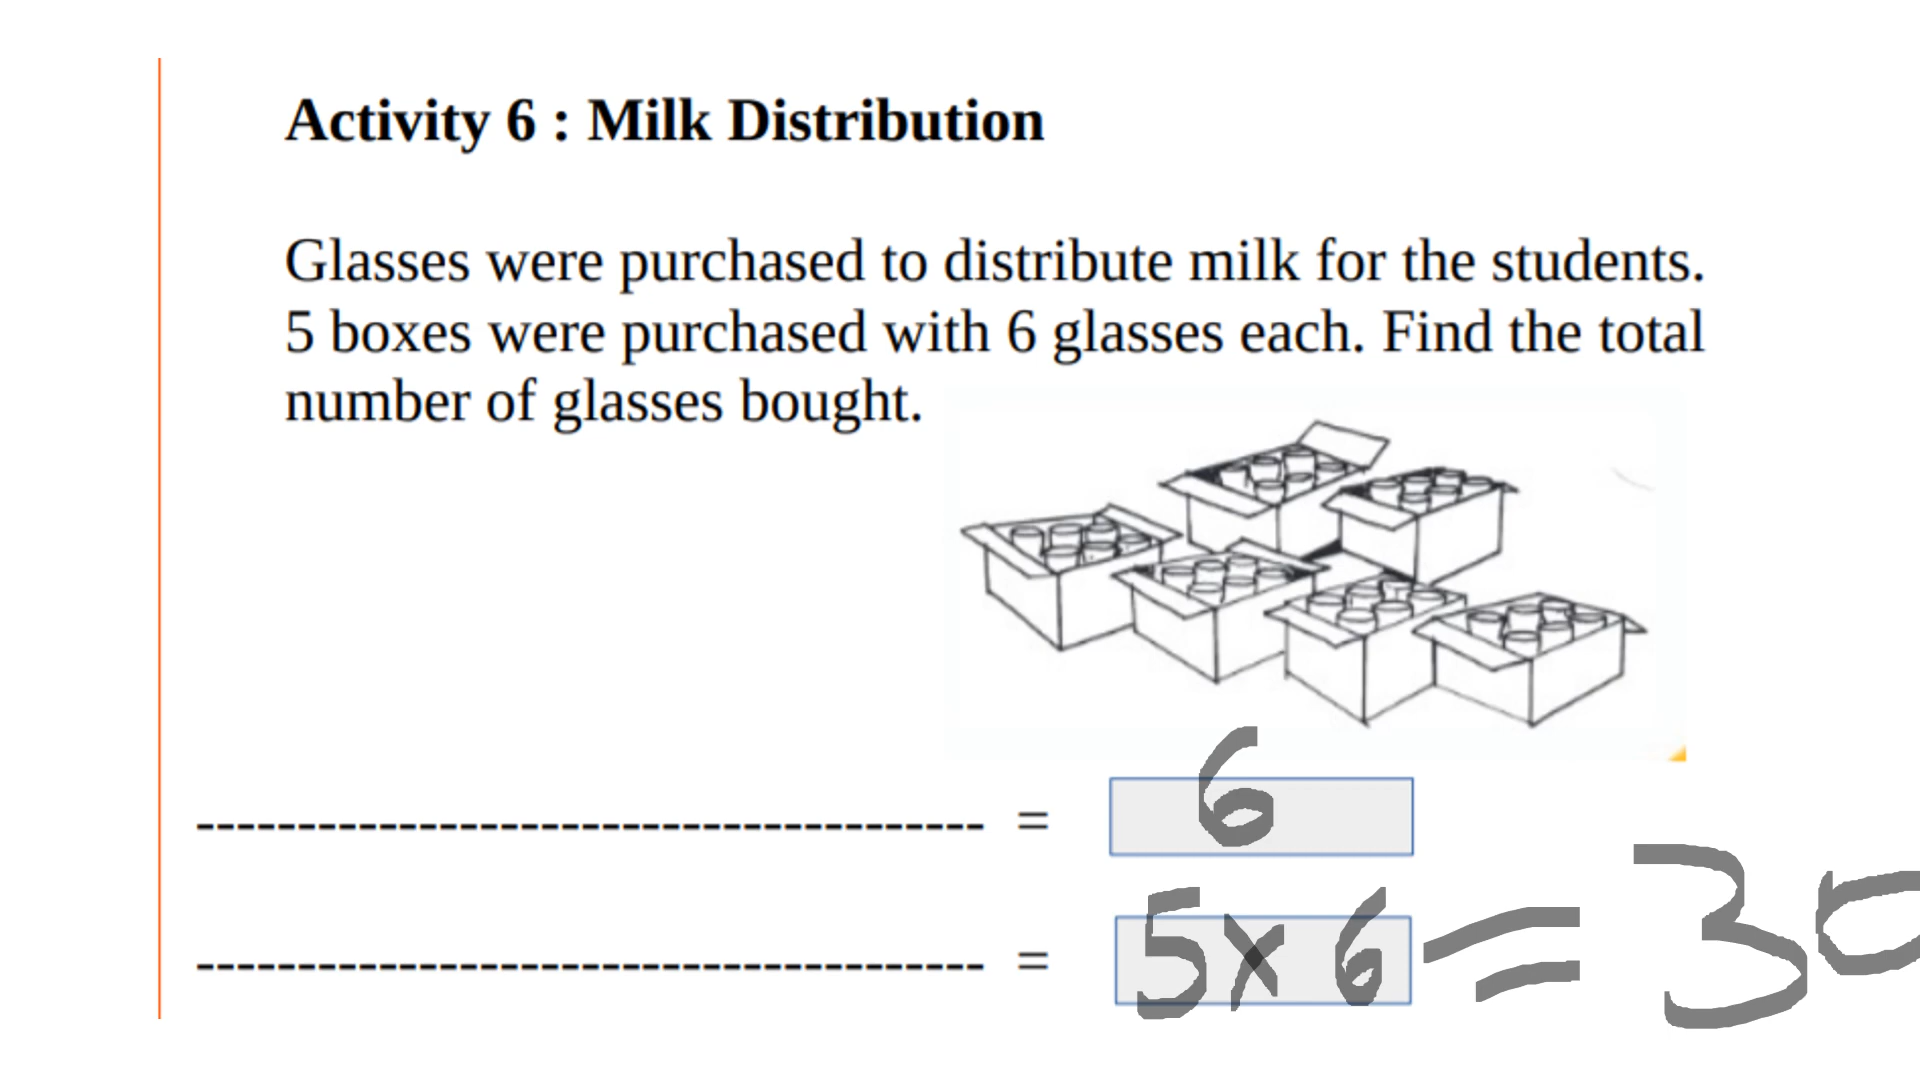 Activity 6 : Milk Distribution
Glasses were purchased to distribute milk for the students.
5 boxes were purchased with 6 glasses each. Find the total
number of glasses bought.
--------------------------------------- = 6
--------------------------------------- = 5 x 6 = 30